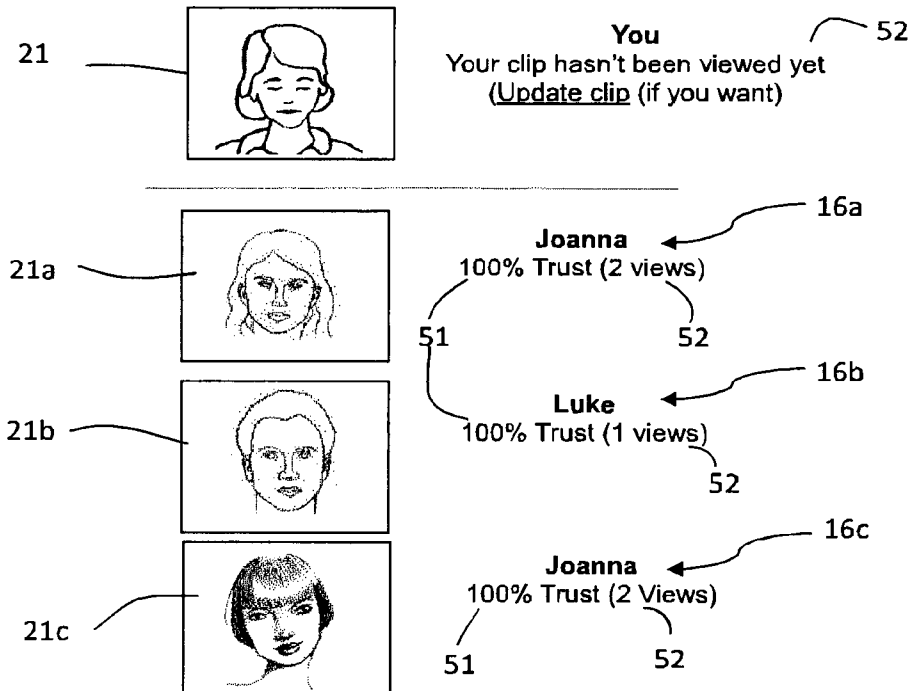 21
You
52
Your clip hasn't been viewed yet
(Update clip (if you want)
16a
21a
Joanna
100% Trust (2 views)
51
52
16b
21b
Luke
100% Trust (1 views)
52
16c
21c
Joanna
100% Trust (2 Views)
51
52